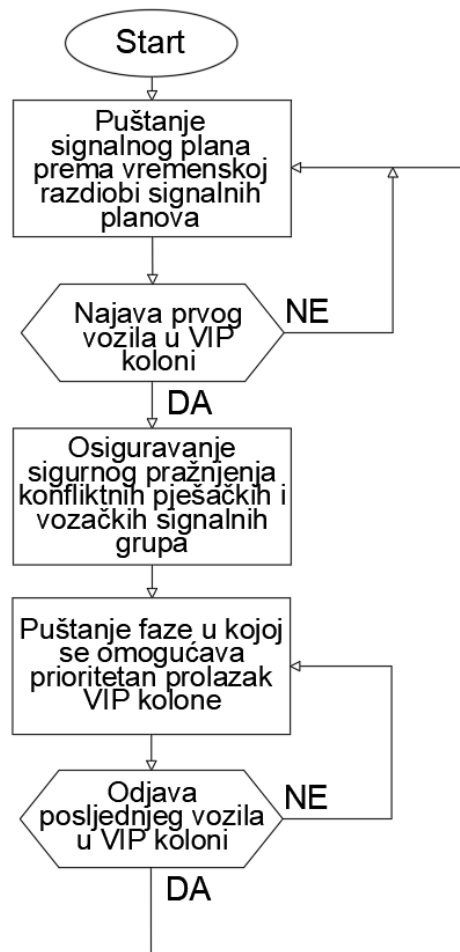 Start
Puštanje
signalnog plana
prema vremenskoj
razdiobi signalnih
planova
Najava prvog
vozila u VIP
koloni
NE
DA
Osiguravanje
sigurnog pražnjenja
konfliktnih pješačkih i
vozačkih signalnih
grupa
Puštanje faze u kojoj
se omogućava
prioritetan prolazak
VIP kolone
Odjava
posljednjeg vozila
u VIP koloni
NE
DA